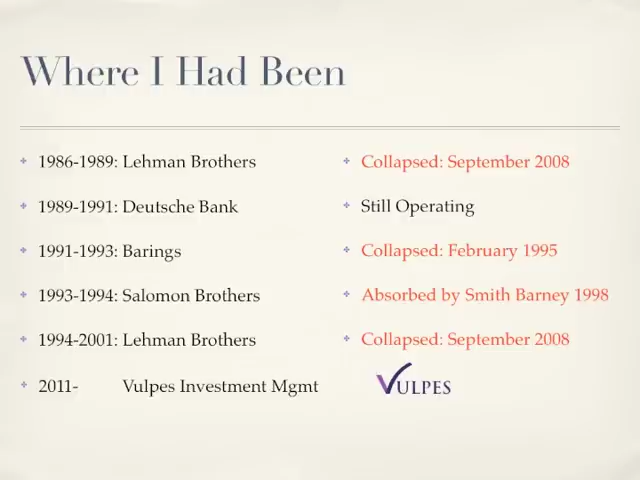 Where I Had Been
1986-1989: Lehman Brothers
Collapsed: September 2008
1989-1991: Deutsche Bank
Still Operating
1991-1993: Barings
Collapsed: February 1995
1993-1994: Salomon Brothers
Absorbed by Smith Barney 1998
1994-2001: Lehman Brothers
Collapsed: September 2008
2011- Vulpes Investment Mgmt
VULPES